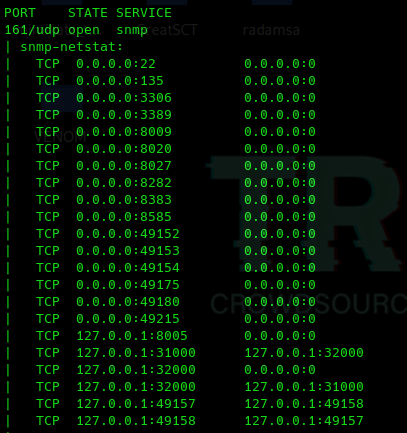 PORT     STATE SERVICE
161/udp open  snmp
| snmp-netstat:
|   TCP  0.0.0.0:22           0.0.0.0:0
|   TCP  0.0.0.0:135          0.0.0.0:0
|   TCP  0.0.0.0:3306         0.0.0.0:0
|   TCP  0.0.0.0:3389         0.0.0.0:0
|   TCP  0.0.0.0:8009         0.0.0.0:0
|   TCP  0.0.0.0:8020         0.0.0.0:0
|   TCP  0.0.0.0:8027         0.0.0.0:0
|   TCP  0.0.0.0:8282         0.0.0.0:0
|   TCP  0.0.0.0:8383         0.0.0.0:0
|   TCP  0.0.0.0:8585         0.0.0.0:0
|   TCP  0.0.0.0:49152        0.0.0.0:0
|   TCP  0.0.0.0:49153        0.0.0.0:0
|   TCP  0.0.0.0:49154        0.0.0.0:0
|   TCP  0.0.0.0:49175        0.0.0.0:0
|   TCP  0.0.0.0:49180        0.0.0.0:0
|   TCP  0.0.0.0:49215        0.0.0.0:0
|   TCP  127.0.0.1:8005       0.0.0.0:0
|   TCP  127.0.0.1:31000      127.0.0.1:32000
|   TCP  127.0.0.1:32000      0.0.0.0:0
|   TCP  127.0.0.1:32000      127.0.0.1:31000
|   TCP  127.0.0.1:49157      127.0.0.1:49158
|   TCP  127.0.0.1:49158      127.0.0.1:49157
radamsa
TR
CROWDSOURC